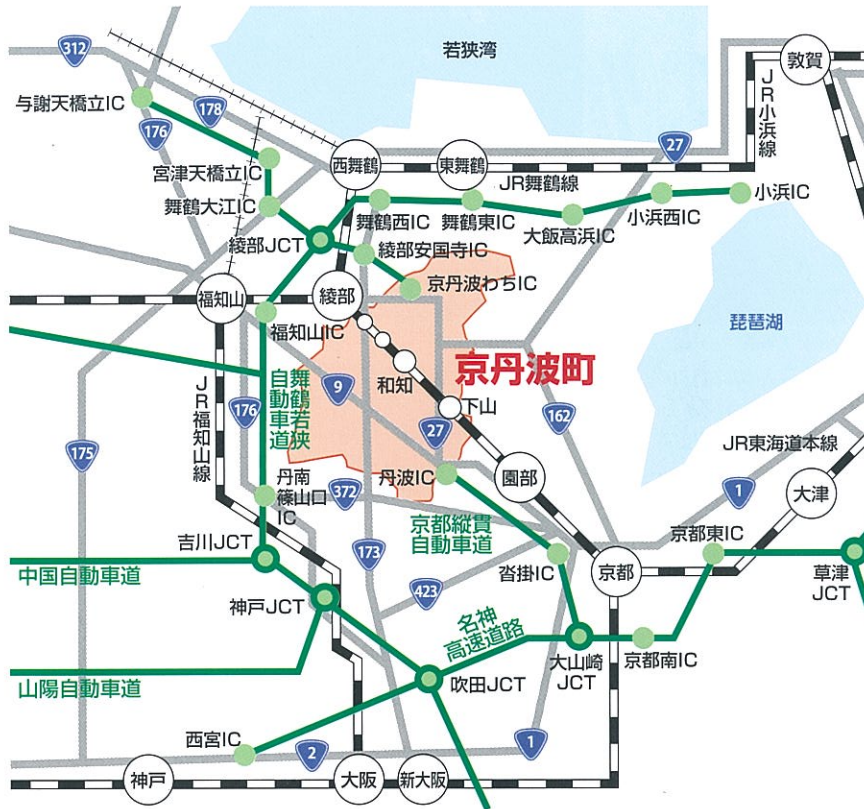 312
若狭湾
敦賀
与謝天橋立IC
178
176
JR小浜線
27
宮津天橋立IC
西舞鶴
東舞鶴
JR舞鶴線
舞鶴大江IC
舞鶴西IC
舞鶴東IC
小浜西IC
小浜IC
大飯高浜IC
綾部JCT
綾部安国寺IC
京丹波わちIC
福知山
綾部
福知山IC
琵琶湖
和知
京丹波町
JR福知山線
176
舞鶴若狭
自動車道
9
下山
162
27
175
丹波IC
園部
JR東海道本線
丹南
篠山口
IC
372
1
大津
京都縦貫
自動車道
吉川JCT
173
沓掛IC
京都
京都東IC
草津
JCT
中国自動車道
神戸JCT
423
名神
高速道路
大山崎
JCT
京都南IC
山陽自動車道
吹田JCT
西宮IC
2
1
神戸
大阪
新大阪